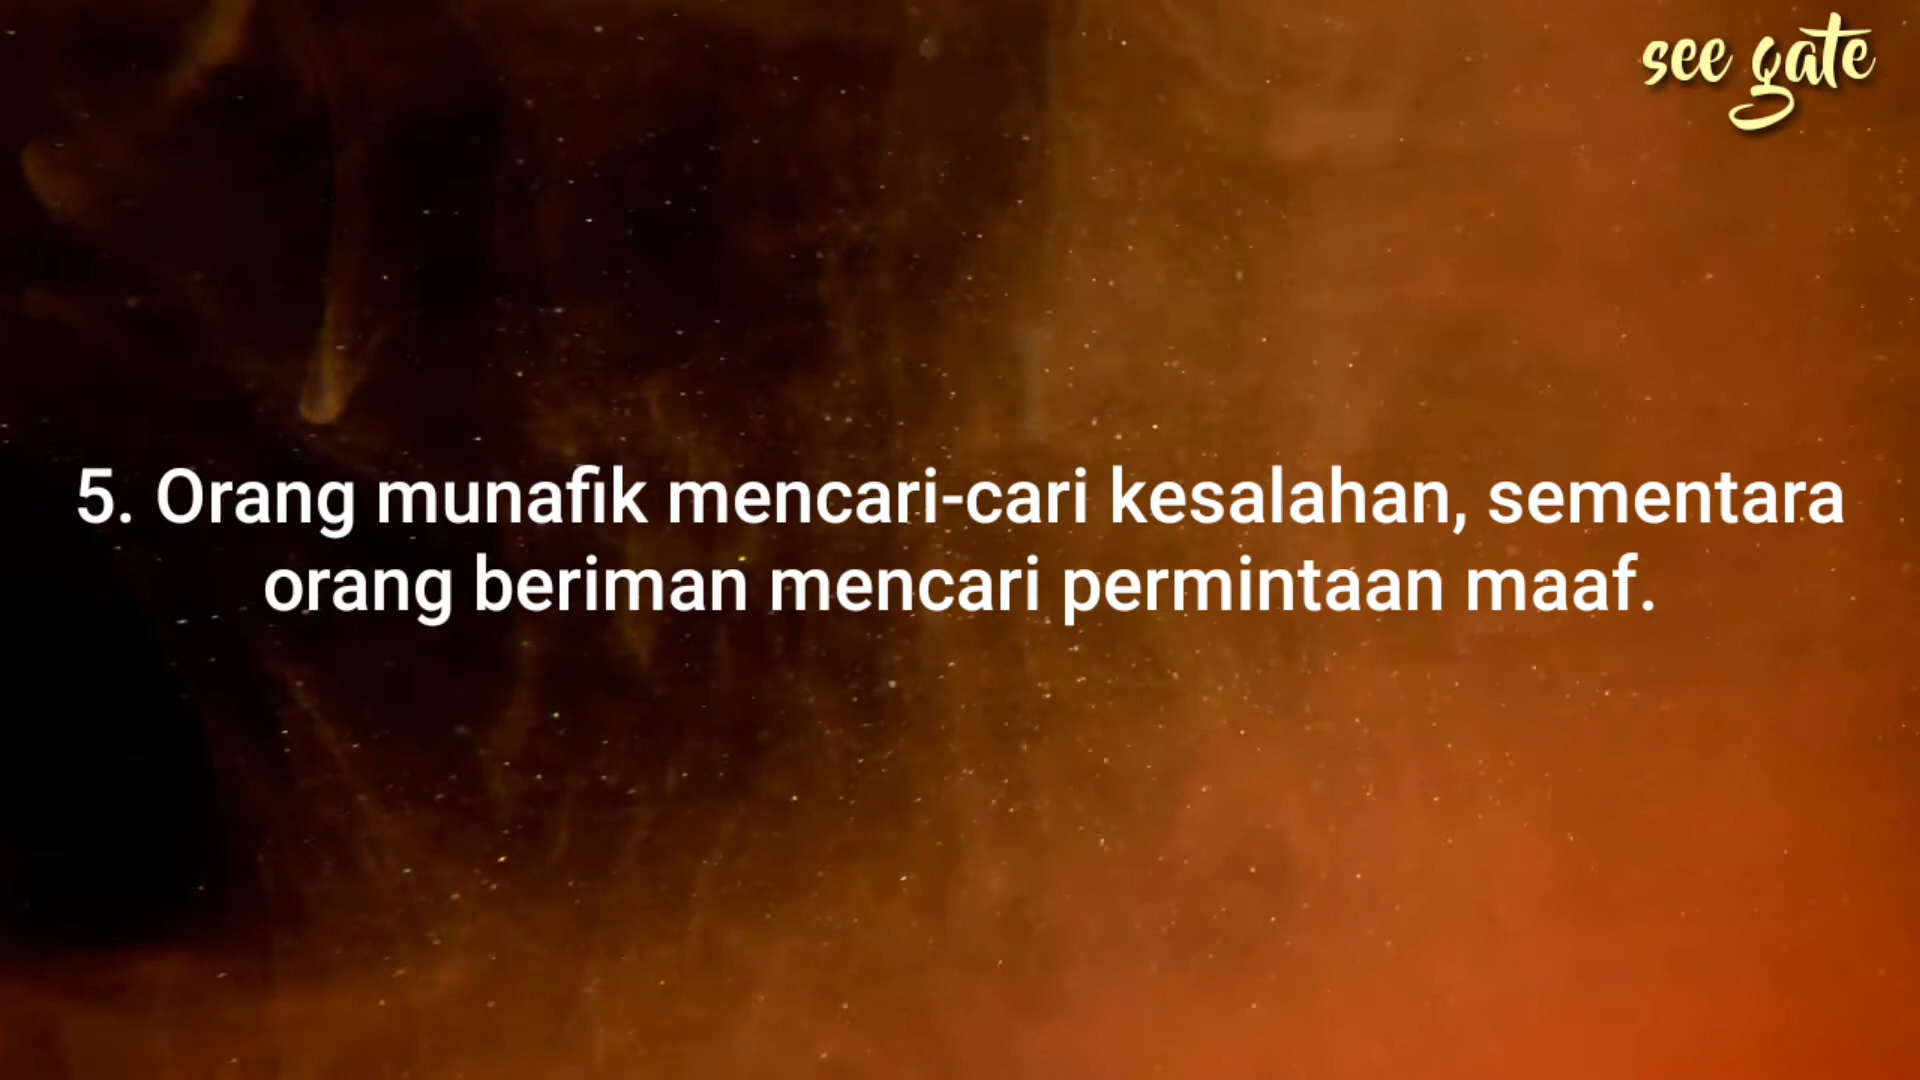 see gate
5. Orang munafik mencari-cari kesalahan, sementara
orang beriman mencari permintaan maaf.